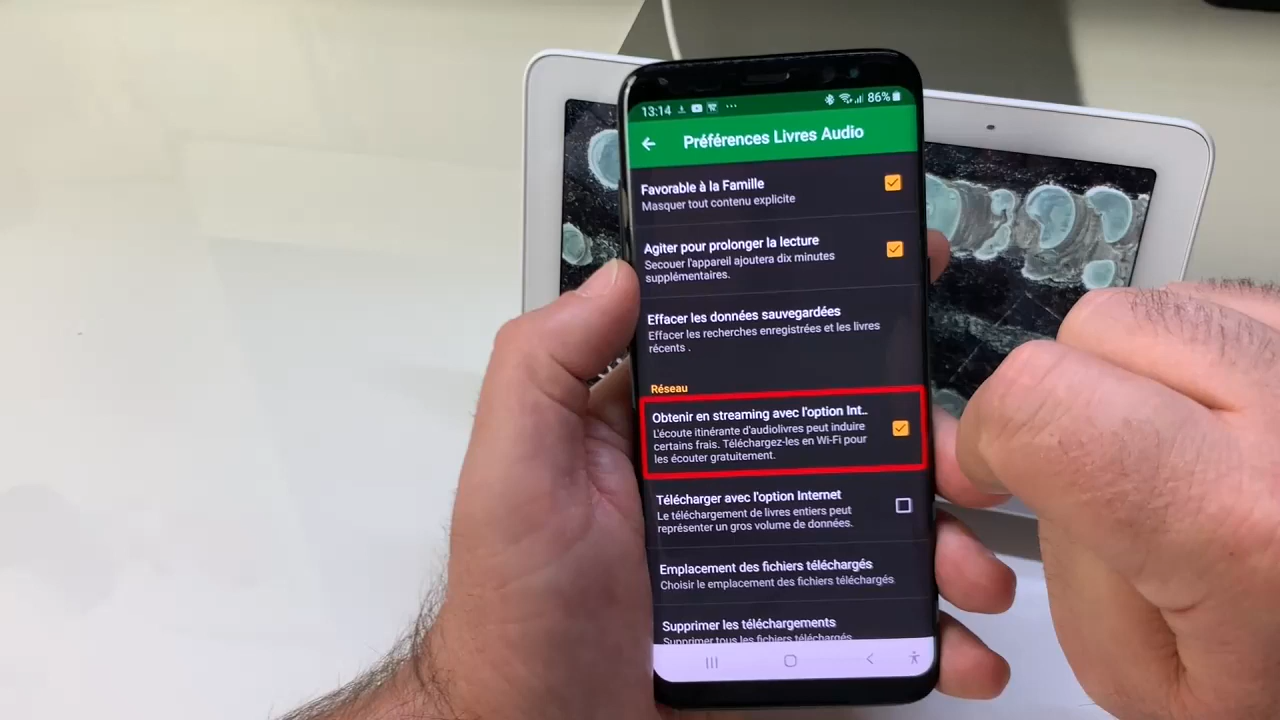 13:14 ... 86%
Préférences Livres Audio
Favorable à la Famille
Masquer tout contenu explicite
Agiter pour prolonger la lecture
Secouer l'appareil ajoutera dix minutes
supplémentaires.
Effacer les données sauvegardées
Effacer les recherches enregistrées et les livres
récents .
Réseau
Obtenir en streaming avec l'option Int..
L'écoute itinérante d'audiolivres peut induire
certains frais. Téléchargez-les en Wi-Fi pour
les écouter gratuitement.
Télécharger avec l'option Internet
Le téléchargement de livres entiers peut
représenter un gros volume de données.
Emplacement des fichiers téléchargés
Choisir le emplacement des fichiers téléchargés
Supprimer les téléchargements
Supprimer tous les fichiers téléchargés